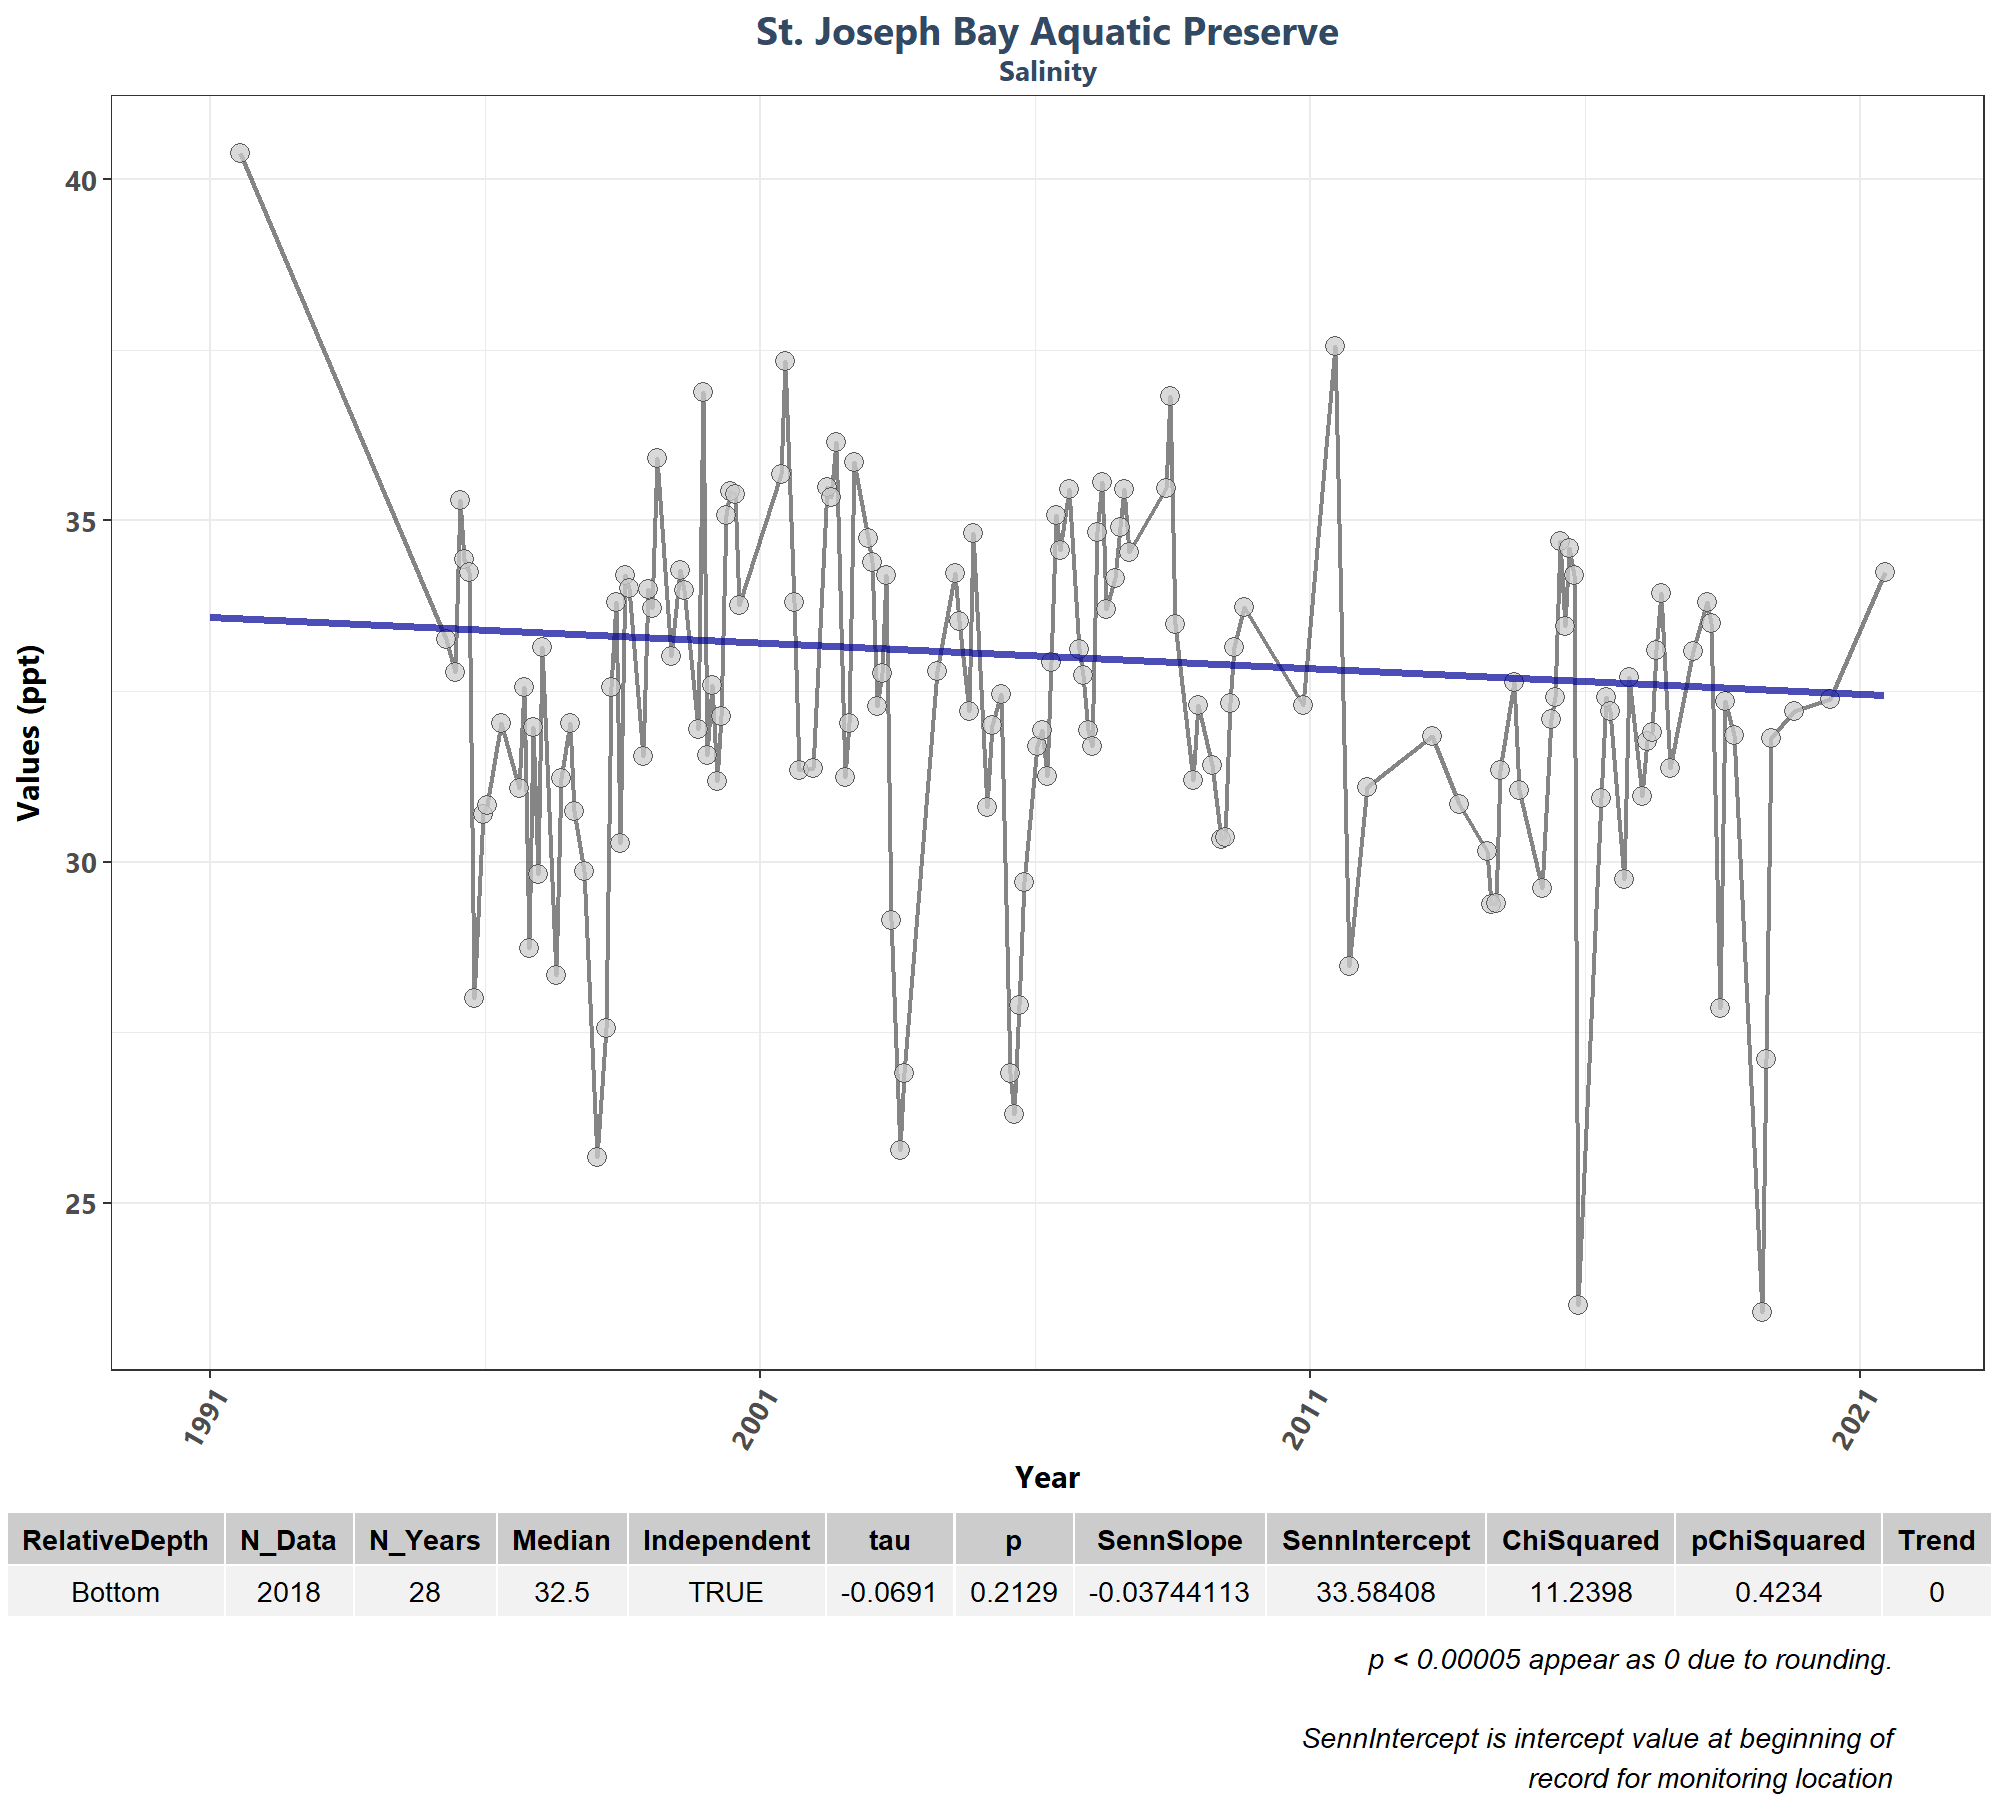 St. Joseph Bay Aquatic Preserve
Salinity
Values (ppt)
40
35
30
25
1991 2001 2011 2021
Year
RelativeDepth N_Data N_Years Median Independent tau p SennSlope SennIntercept ChiSquared pChiSquared Trend
Bottom 2018 28 32.5 TRUE -0.0691 0.2129 -0.03744113 33.58408 11.2398 0.4234 0
p < 0.00005 appear as 0 due to rounding.
SennIntercept is intercept value at beginning of
record for monitoring location